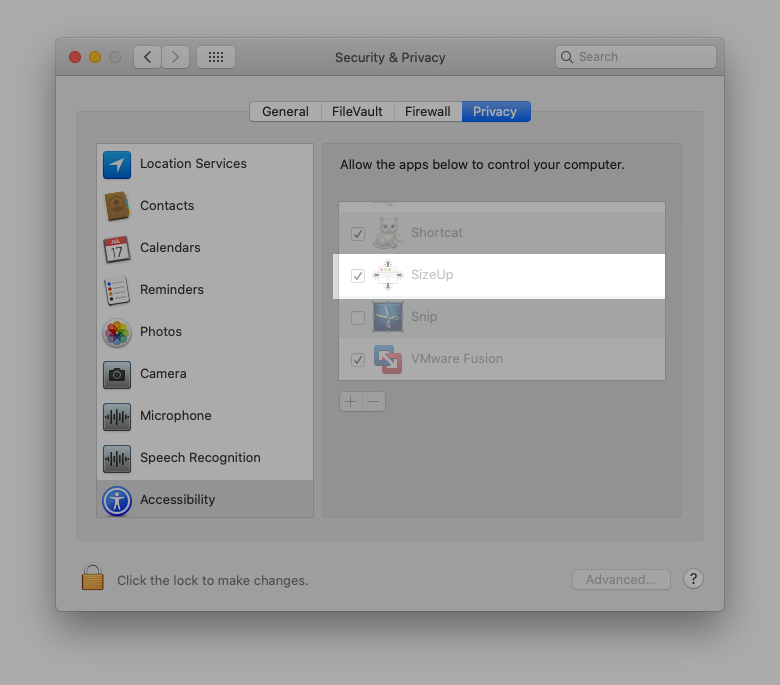 Security & Privacy
Search
General FileVault Firewall Privacy
Location Services
Contacts
JUL
17
Calendars
Reminders
Photos
Camera
Microphone
Speech Recognition
Accessibility
Allow the apps below to control your computer.
Shortcat
SizeUp
Snip
VMware Fusion
Click the lock to make changes.
Advanced...
?